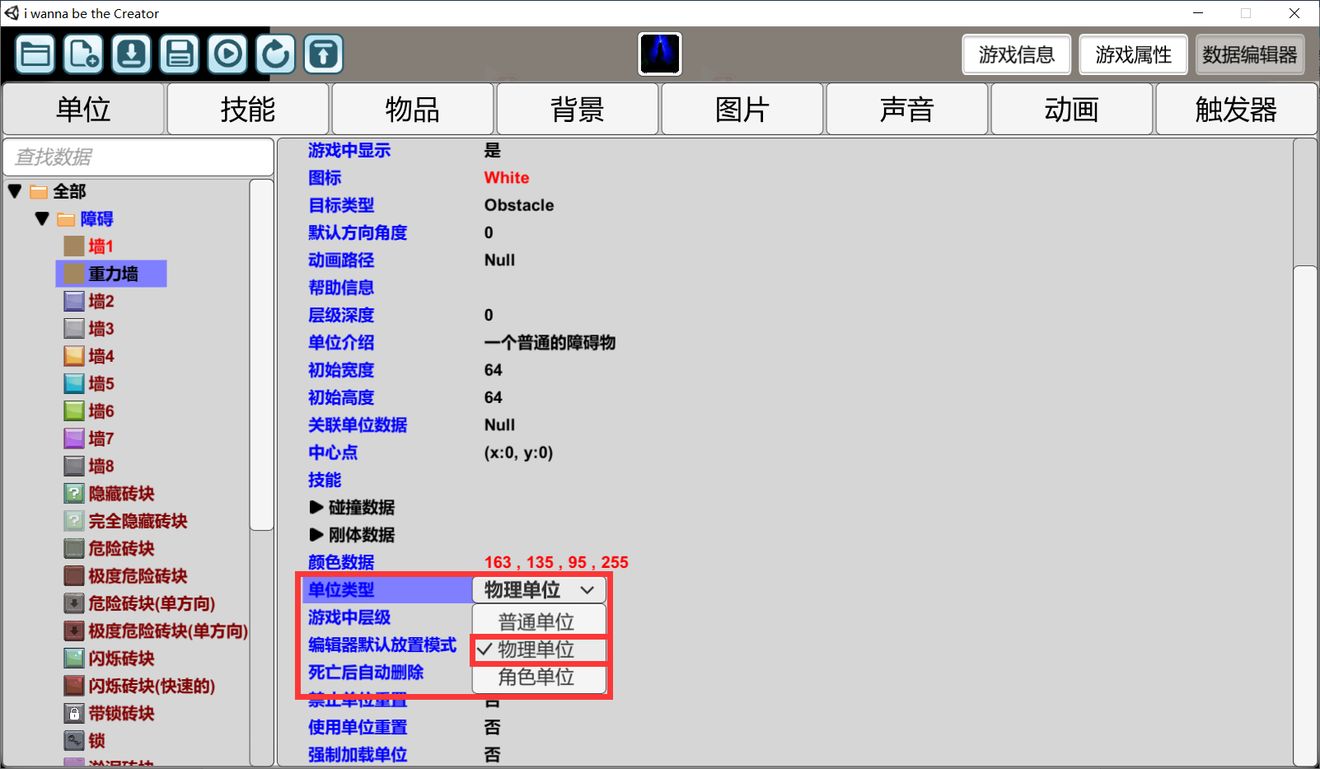 i wanna be the Creator
游戏信息
游戏属性
数据编辑器
单位
技能
物品
背景
图片
声音
动画
触发器
查找数据
全部
障碍
墙1
重力墙
墙2
墙3
墙4
墙5
墙6
墙7
墙8
隐藏砖块
完全隐藏砖块
危险砖块
极度危险砖块
危险砖块(单方向)
极度危险砖块(单方向)
闪烁砖块
闪烁砖块(快速的)
带锁砖块
锁
游戏中显示 是
图标 White
目标类型 Obstacle
默认方向角度 0
动画路径 Null
帮助信息
层级深度 0
单位介绍 一个普通的障碍物
初始宽度 64
初始高度 64
关联单位数据 Null
中心点 (x:0, y:0)
技能
碰撞数据
刚体数据
颜色数据 163 , 135 , 95 , 255
单位类型 物理单位
游戏中层级 普通单位
编辑器默认放置模式 物理单位
死亡后自动删除 角色单位
禁止单位重置 否
使用单位重置 否
强制加载单位 否